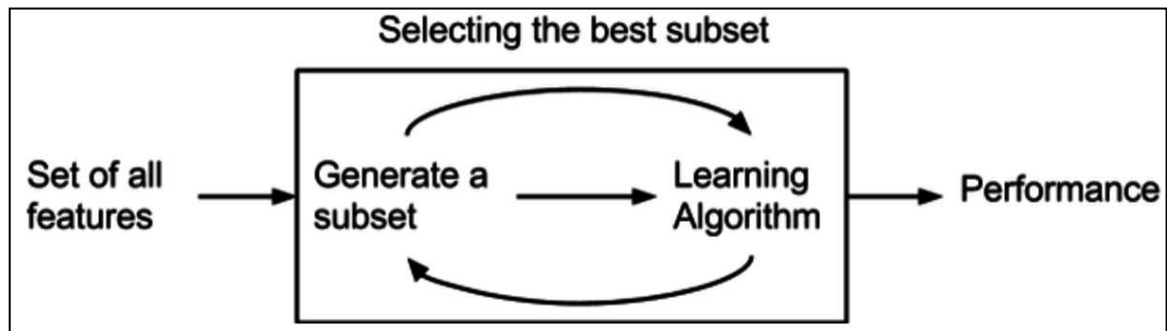 Selecting the best subset
Set of all
features
Generate a
subset
Learning
Algorithm
Performance